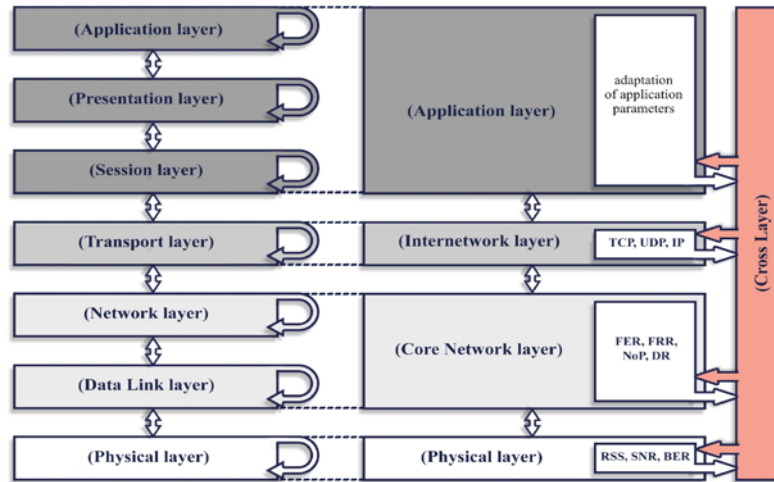 (Application layer)
(Presentation layer)
(Session layer)
(Transport layer)
(Network layer)
(Data Link layer)
(Physical layer)
(Application layer)
adaptation
of application
parameters
(Internetwork layer)
TCP, UDP, IP
(Core Network layer)
FER, FRR,
NoP, DR
(Physical layer)
RSS, SNR, BER
(Cross Layer)